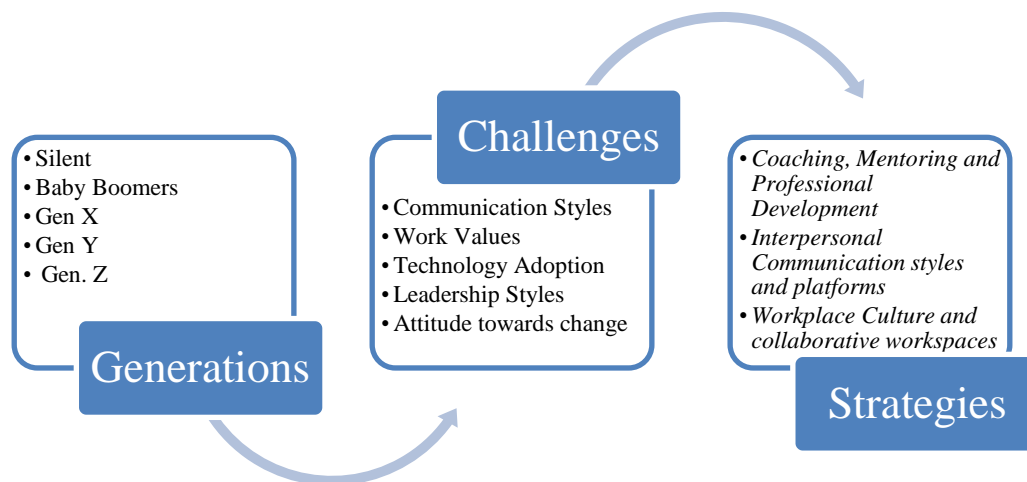 • Silent
• Baby Boomers
• Gen X
• Gen Y
• Gen. Z
Generations
Challenges
• Communication Styles
• Work Values
• Technology Adoption
• Leadership Styles
• Attitude towards change
• Coaching, Mentoring and
Professional
Development
• Interpersonal
Communication styles
and platforms
• Workplace Culture and
collaborative workspaces
Strategies